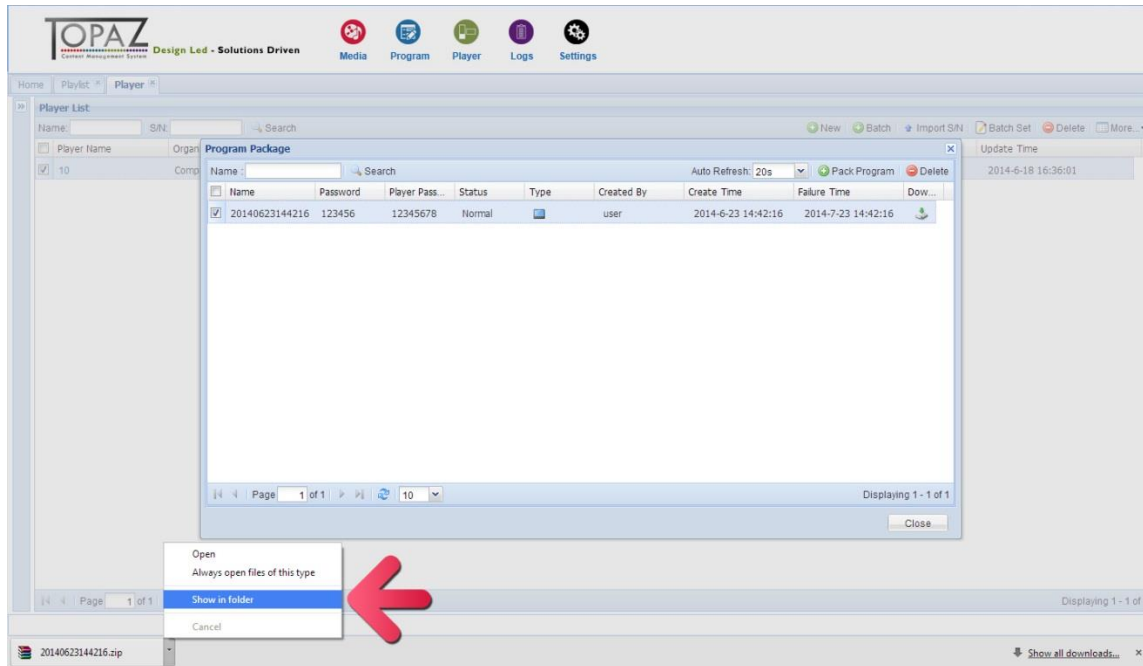 TOPAZ
Content Management System
Design Led - Solutions Driven
Media Program Player Logs Settings
Home Playlist Player
Player List
Name: S/N: Search New Batch Import S/N Batch Set Delete More...
Player Name Organ Update Time
10 Comp 2014-6-18 16:36:01
Program Package
Name : Search Auto Refresh: 20s Pack Program Delete
Name Password Player Pass... Status Type Created By Create Time Failure Time Dow...
20140623144216 123456 12345678 Normal user 2014-6-23 14:42:16 2014-7-23 14:42:16
Page 1 of 1 10 Displaying 1 - 1 of 1
Close
Open
Always open files of this type
Show in folder
Cancel
Page 1 of 1 Displaying 1 - 1 of
20140623144216.zip Show all downloads...